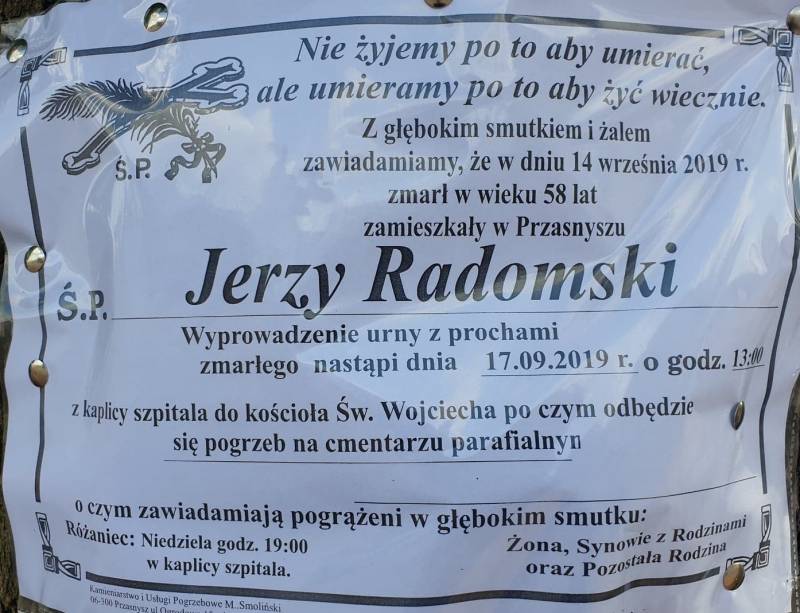 Nie żyjemy po to aby umierać,
ale umieramy po to aby żyć wiecznie.
Ś.P.
Z głębokim smutkiem i żalem
zawiadamiamy, że w dniu 14 września 2019 r.
zmarł w wieku 58 lat
zamieszkały w Przasnyszu
Ś.P. Jerzy Radomski
Wyprowadzenie urny z prochami
zmarłego nastąpi dnia 17.09.2019 r. o godz. 13:00
z kaplicy szpitala do kościoła Św. Wojciecha po czym odbędzie
się pogrzeb na cmentarzu parafialnyn
o czym zawiadamiają pogrążeni w głębokim smutku:
Różaniec: Niedziela godz. 19:00
w kaplicy szpitala.
Żona, Synowie z Rodzinami
oraz Pozostała Rodzina
Kamieniarstwo i Usługi Pogrzebowe M. Smoliński
06-300 Przasnysz ul